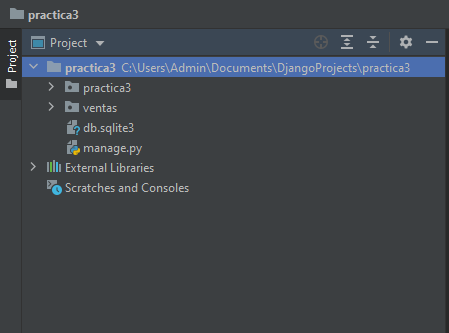 practica3
Project
Project
practica3 C:\Users\Admin\Documents\DjangoProjects\practica3
practica3
ventas
db.sqlite3
manage.py
External Libraries
Scratches and Consoles